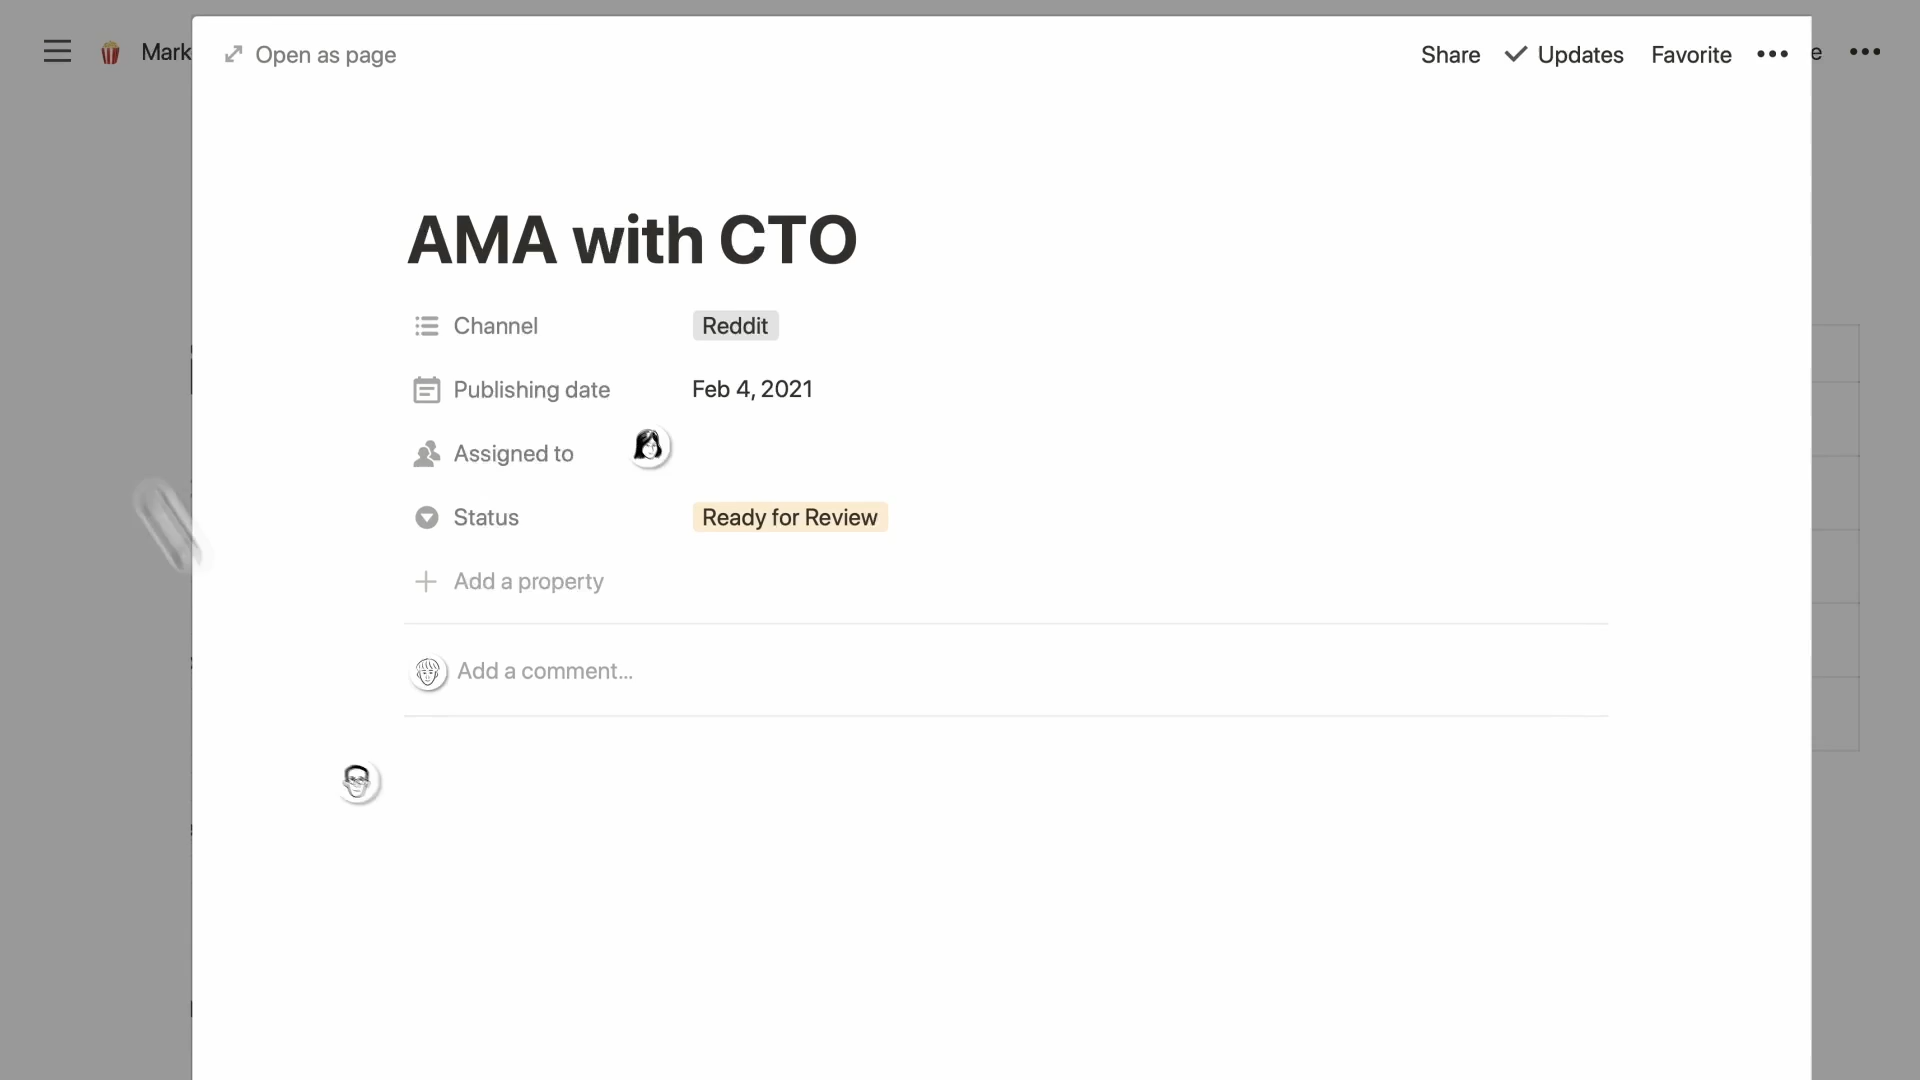 Mark
Open as page
Share
Updates
Favorite
e
AMA with CTO
Channel
Reddit
Publishing date
Feb 4, 2021
Assigned to
Status
Ready for Review
Add a property
Add a comment...